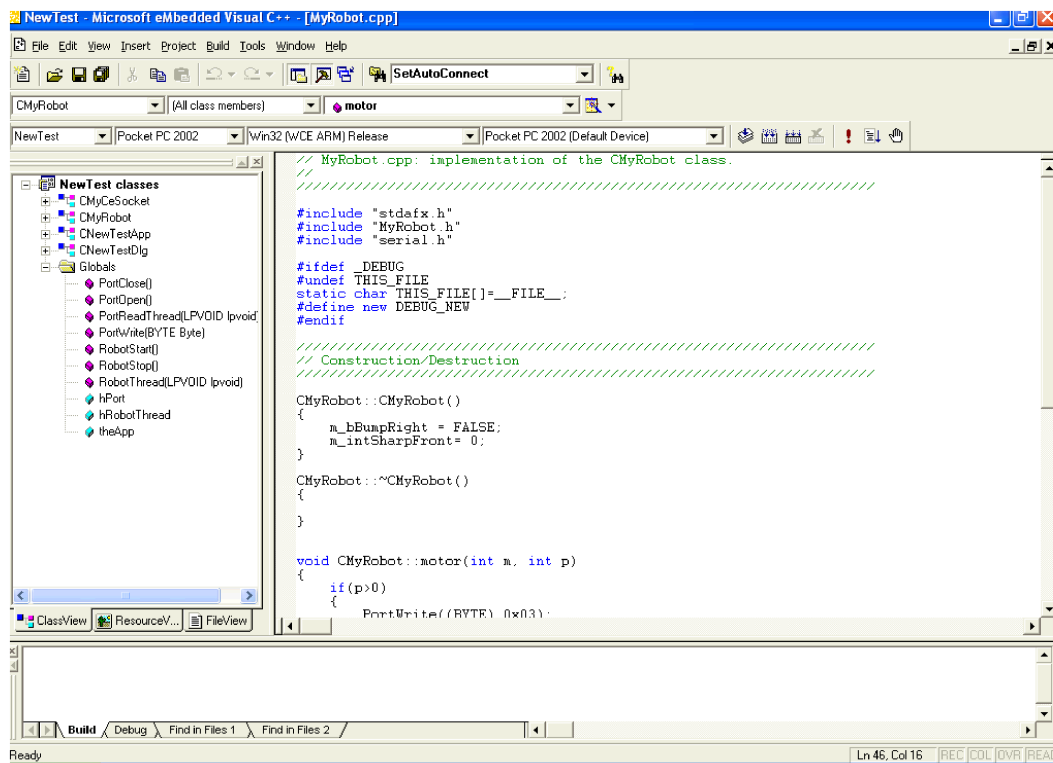 NewTest - Microsoft eMbedded Visual C++ - [MyRobot.cpp]
File Edit View Insert Project Build Tools Window Help
SetAutoConnect
CMyRobot (All class members) motor
NewTest Pocket PC 2002 Win32 (WCE ARM) Release Pocket PC 2002 (Default Device)
NewTest classes
CMyCeSocket
CMyRobot
CNewTestApp
CNewTestDlg
Globals
PortClose()
PortOpen()
PortReadThread(LPVOID lpvoid
PortWrite(BYTE Byte)
RobotStart()
RobotStop()
RobotThread(LPVOID lpvoid)
hPort
hRobotThread
theApp
ClassView ResourceV... FileView
// MyRobot.cpp: implementation of the CMyRobot class.
//
//////////////////////////////////////////////////////////////////////
#include "stdafx.h"
#include "MyRobot.h"
#include "serial.h"
#ifdef _DEBUG
#undef THIS_FILE
static char THIS_FILE[]=__FILE__;
#define new DEBUG_NEW
#endif
//////////////////////////////////////////////////////////////////////
// Construction/Destruction
//////////////////////////////////////////////////////////////////////
CMyRobot::CMyRobot()
{
m_bBumpRight = FALSE;
m_intSharpFront= 0;
}
CMyRobot::~CMyRobot()
{
}
void CMyRobot::motor(int m, int p)
{
if(p>0)
{
PortWrite((BYTE) 0x03);
Build Debug Find in Files 1 Find in Files 2
Ready Ln 46, Col 16 REC COL OVR READ